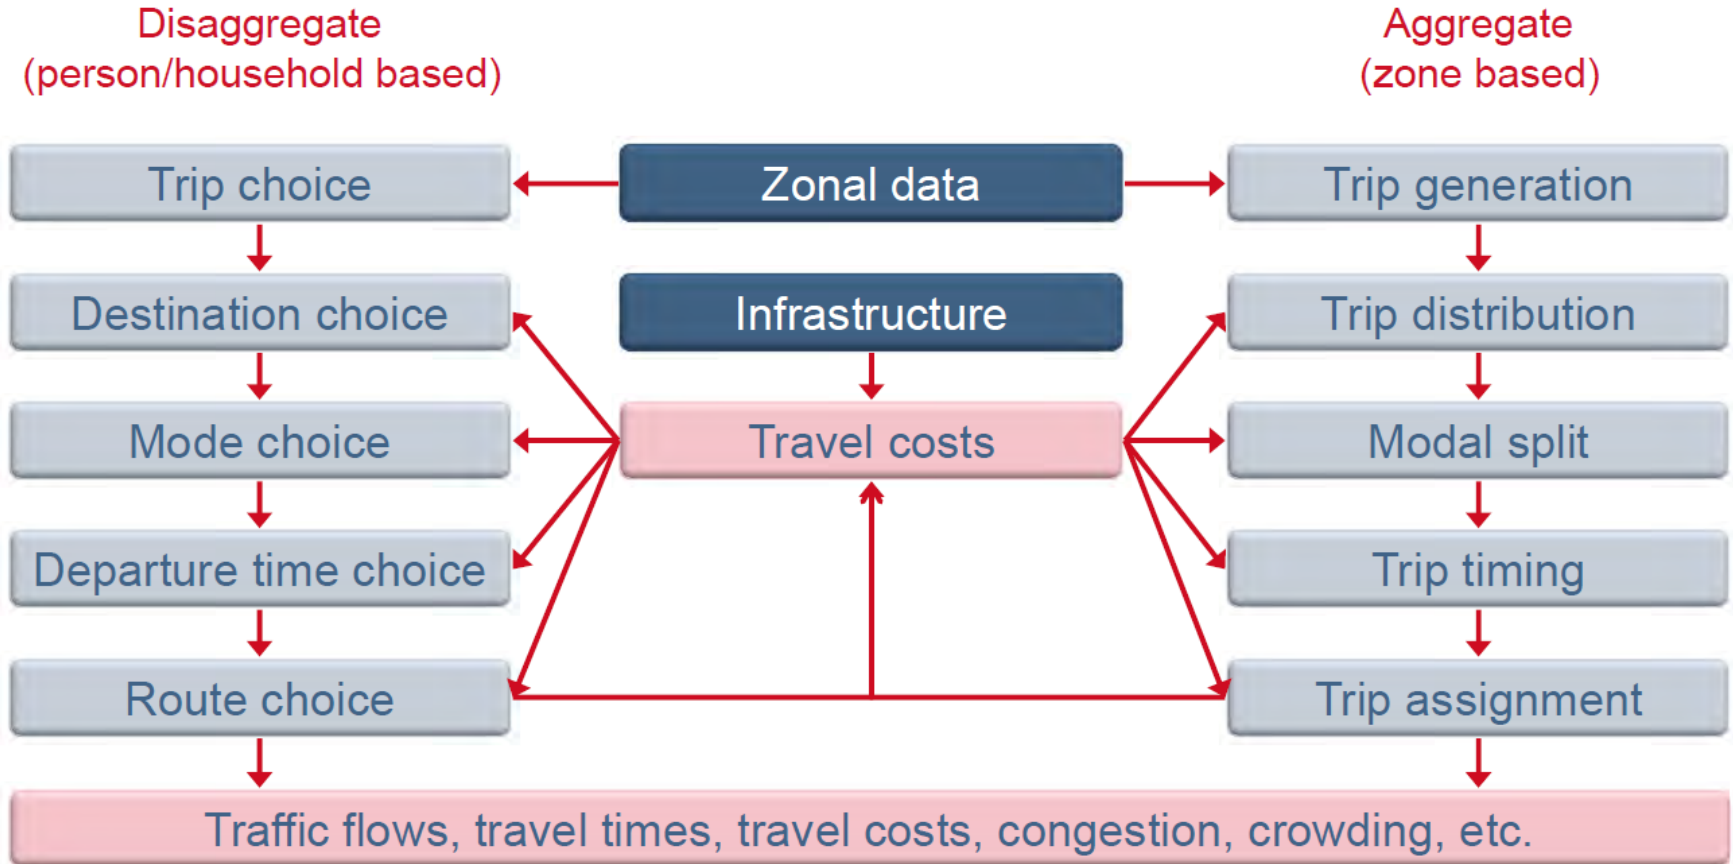 Disaggregate
(person/household based)
Aggregate
(zone based)
Trip choice
Zonal data
Trip generation
Destination choice
Infrastructure
Trip distribution
Mode choice
Travel costs
Modal split
Departure time choice
Trip timing
Route choice
Trip assignment
Traffic flows, travel times, travel costs, congestion, crowding, etc.